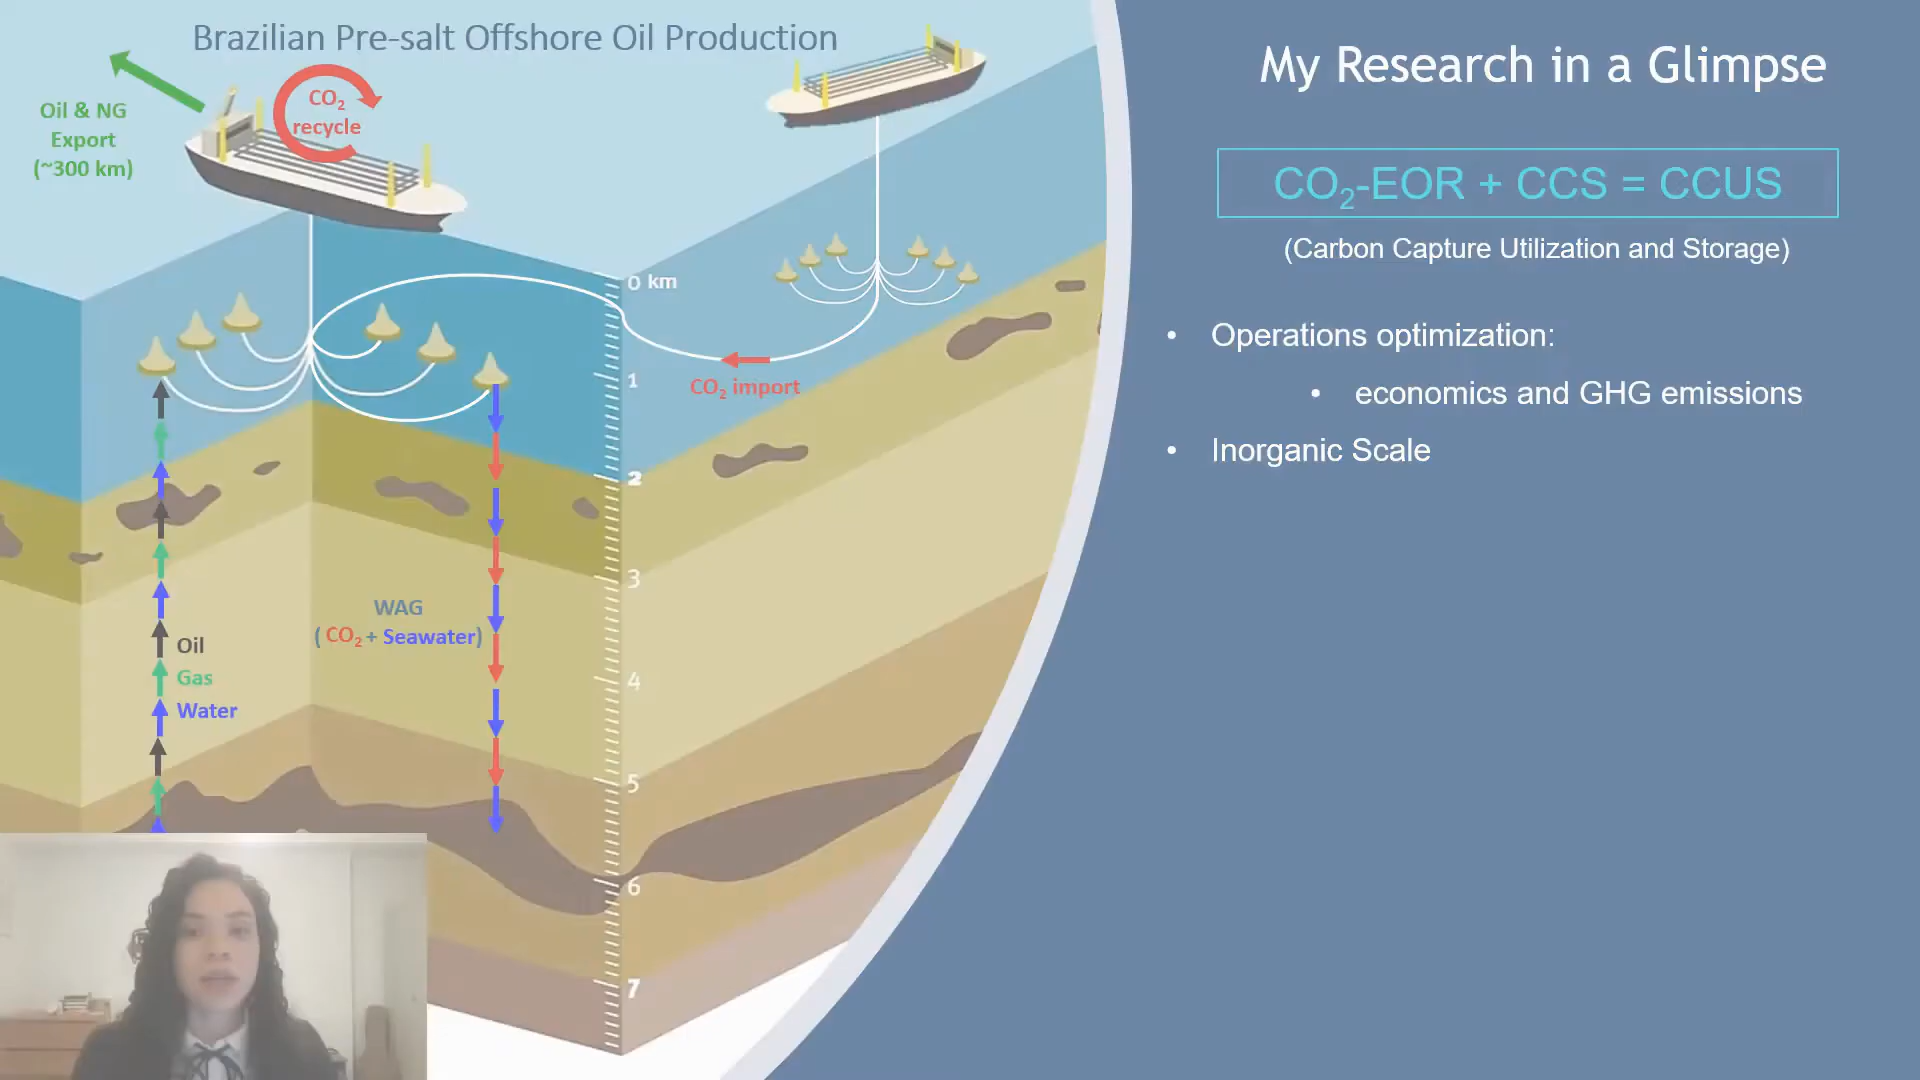 Brazilian Pre-salt Offshore Oil Production
Oil & NG
Export
(~300 km)
CO₂
recycle
0 km
1
CO₂ import
2
3
WAG
( CO₂ + Seawater)
Oil
Gas
Water
4
5
6
7
My Research in a Glimpse
CO₂-EOR + CCS = CCUS
(Carbon Capture Utilization and Storage)
• Operations optimization:
• economics and GHG emissions
• Inorganic Scale